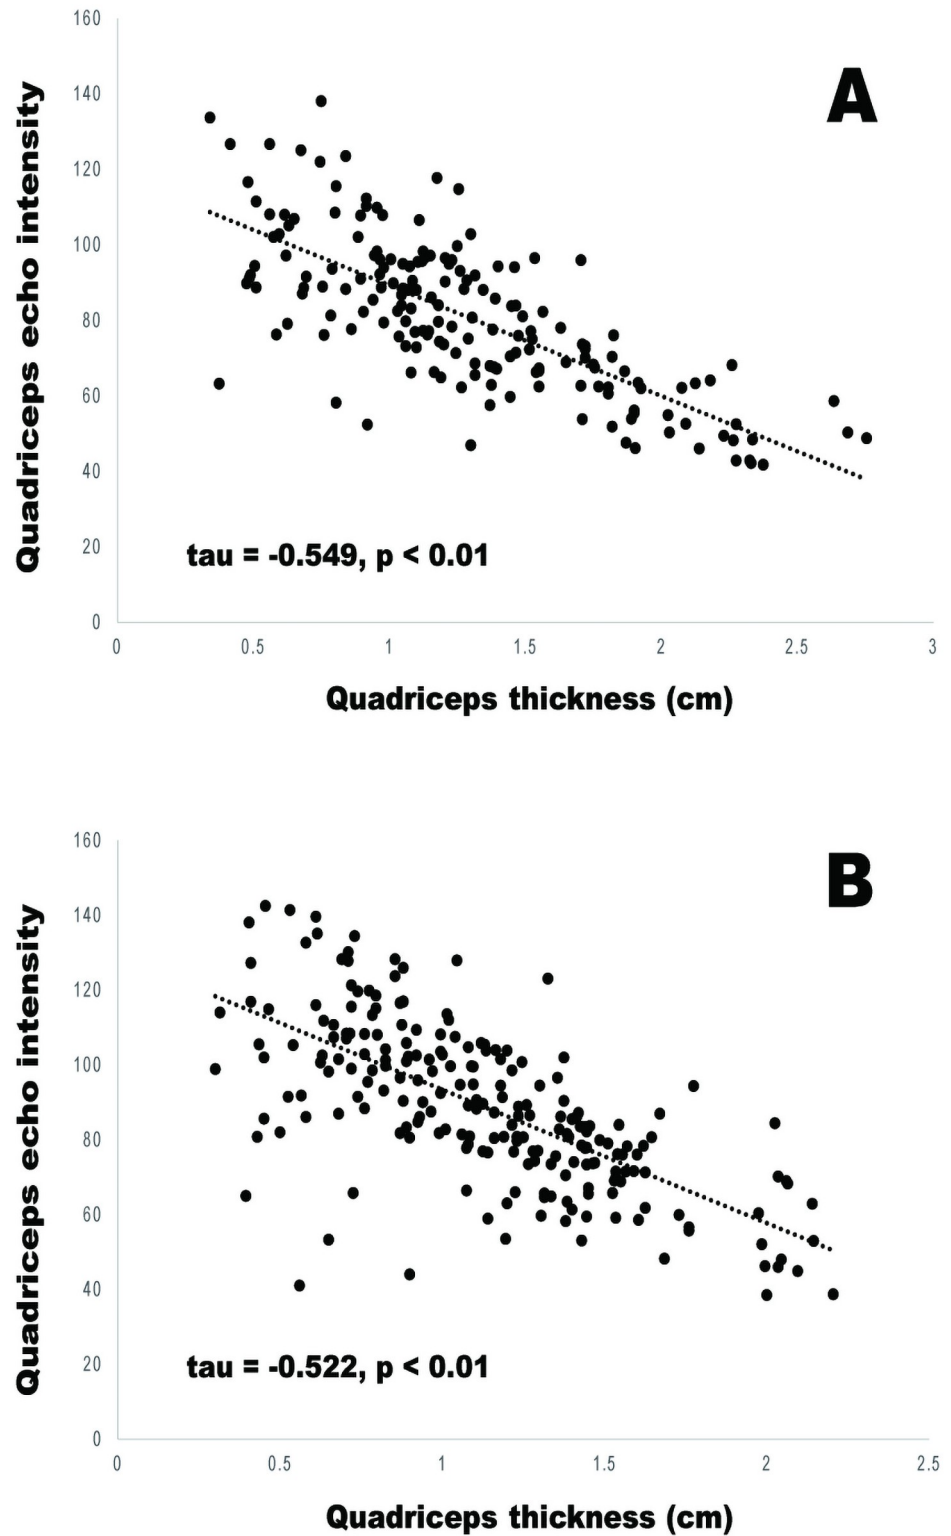 160
A
140
120
100
80
60
40
20
0
Quadriceps echo intensity
tau = -0.549, p < 0.01
0 0.5 1 1.5 2 2.5 3
Quadriceps thickness (cm)
160
B
140
120
100
80
60
40
20
0
Quadriceps echo intensity
tau = -0.522, p < 0.01
0 0.5 1 1.5 2 2.5
Quadriceps thickness (cm)